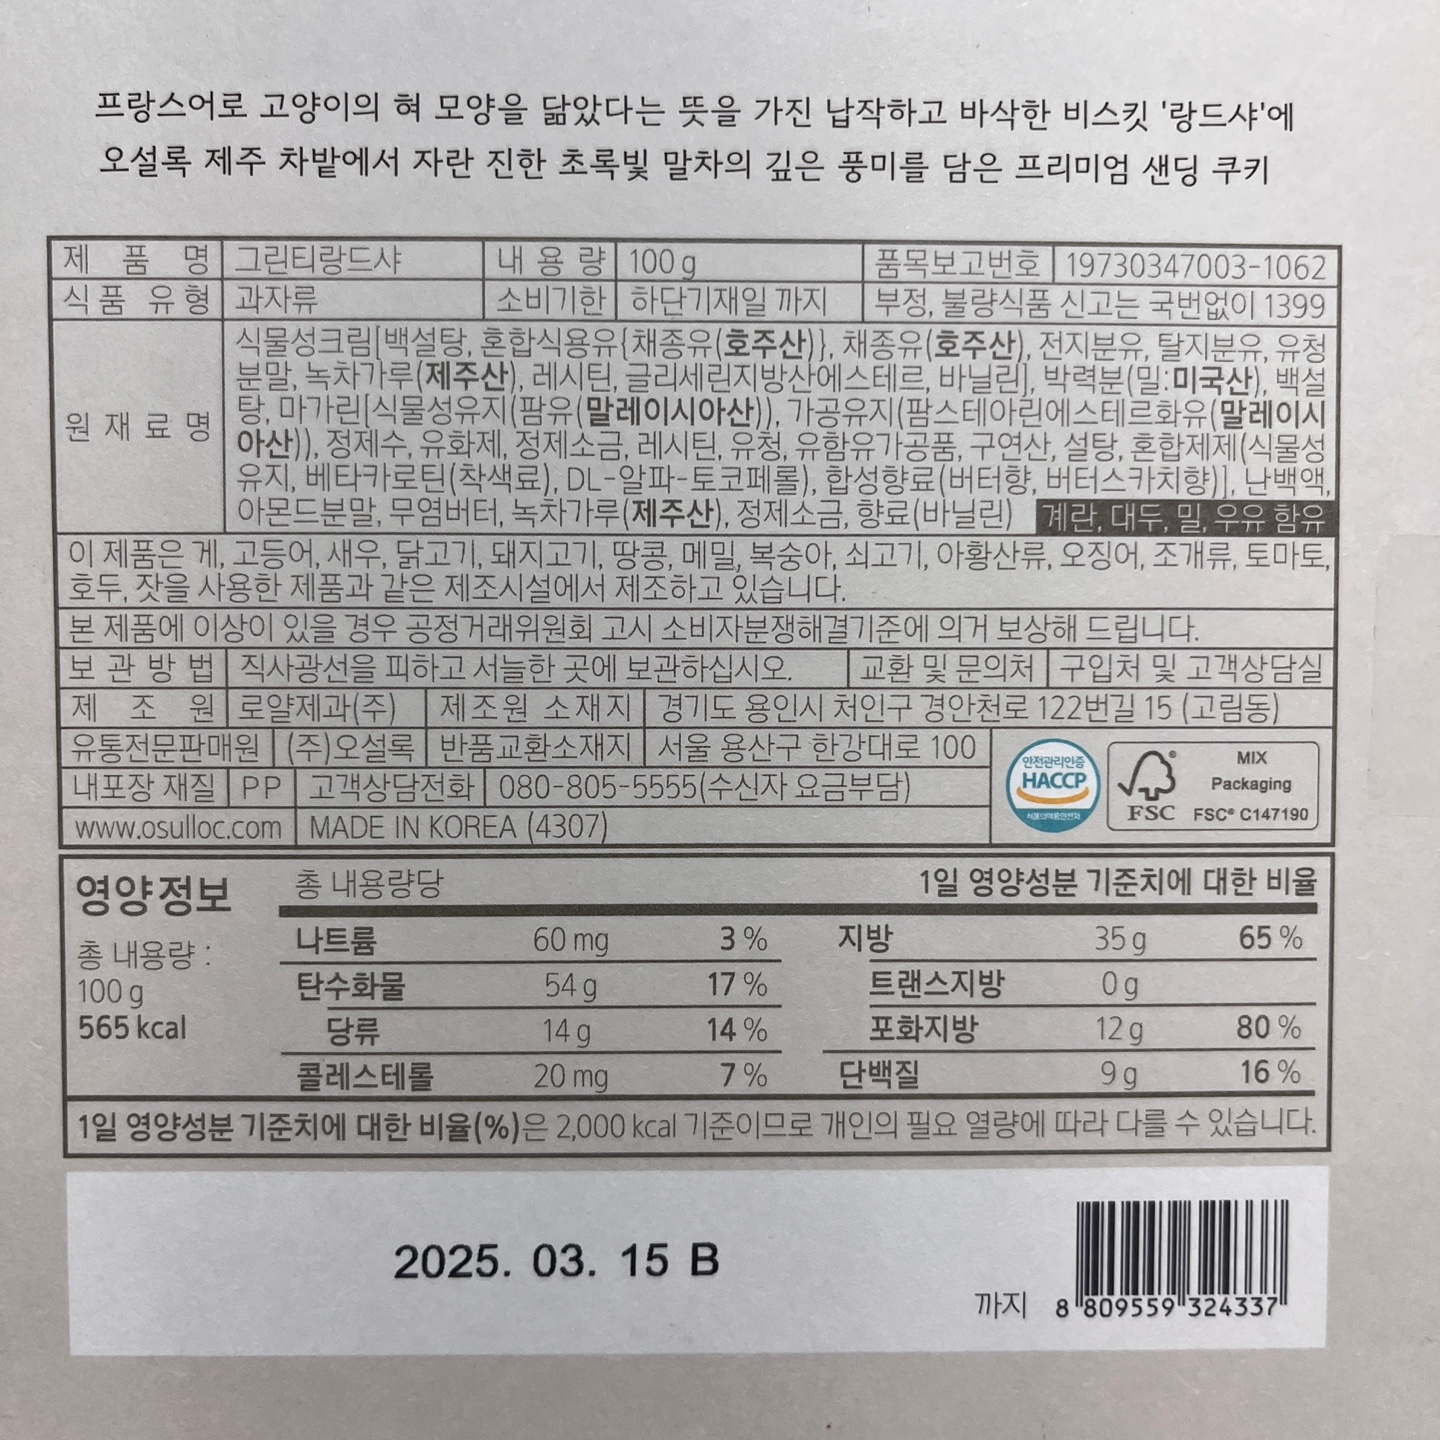 프랑스어로 고양이의 혀 모양을 닮았다는 뜻을 가진 납작하고 바삭한 비스킷 '랑드샤'에
오설록 제주 차밭에서 자란 진한 초록빛 말차의 깊은 풍미를 담은 프리미엄 샌딩 쿠키
제 품 명 그린티랑드샤 내 용 량 100 g 품목보고번호 19730347003-1062
식 품 유 형 과자류 소비기한 하단기재일 까지 부정, 불량식품 신고는 국번없이 1399
원 재 료 명
식물성크림[백설탕, 혼합식용유{채종유(호주산)}, 채종유(호주산), 전지분유, 탈지분유, 유청
분말, 녹차가루(제주산), 레시틴, 글리세린지방산에스테르, 바닐린], 박력분(밀:미국산), 백설
탕, 마가린[식물성유지(팜유(말레이시아산)), 가공유지(팜스테아린에스테르화유(말레이시
아산)), 정제수, 유화제, 정제소금, 레시틴, 유청, 유함유가공품, 구연산, 설탕, 혼합제제(식물성
유지, 베타카로틴(착색료), DL-알파-토코페롤), 합성향료(버터향, 버터스카치향)], 난백액,
아몬드분말, 무염버터, 녹차가루(제주산), 정제소금, 향료(바닐린) 계란, 대두, 밀, 우유 함유
이 제품은 게, 고등어, 새우, 닭고기, 돼지고기, 땅콩, 메밀, 복숭아, 쇠고기, 아황산류, 오징어, 조개류, 토마토,
호두, 잣을 사용한 제품과 같은 제조시설에서 제조하고 있습니다.
본 제품에 이상이 있을 경우 공정거래위원회 고시 소비자분쟁해결기준에 의거 보상해 드립니다.
보 관 방 법 직사광선을 피하고 서늘한 곳에 보관하십시오. 교환 및 문의처 구입처 및 고객상담실
제 조 원 로얄제과(주) 제조원 소재지 경기도 용인시 처인구 경안천로 122번길 15 (고림동)
유통전문판매원 (주)오설록 반품교환소재지 서울 용산구 한강대로 100
내포장 재질 PP 고객상담전화 080-805-5555(수신자 요금부담)
www.osulloc.com MADE IN KOREA (4307)
안전관리인증
HACCP
식품의약품안전처
FSC
MIX
Packaging
FSC® C147190
영양정보 총 내용량당 1일 영양성분 기준치에 대한 비율
총 내용량 :
100 g
565 kcal
나트륨 60 mg 3 % 지방 35 g 65 %
탄수화물 54 g 17 % 트랜스지방 0 g
당류 14 g 14 % 포화지방 12 g 80 %
콜레스테롤 20 mg 7 % 단백질 9 g 16 %
1일 영양성분 기준치에 대한 비율(%)은 2,000 kcal 기준이므로 개인의 필요 열량에 따라 다를 수 있습니다.
2025. 03. 15 B
까지 8 809559 324337